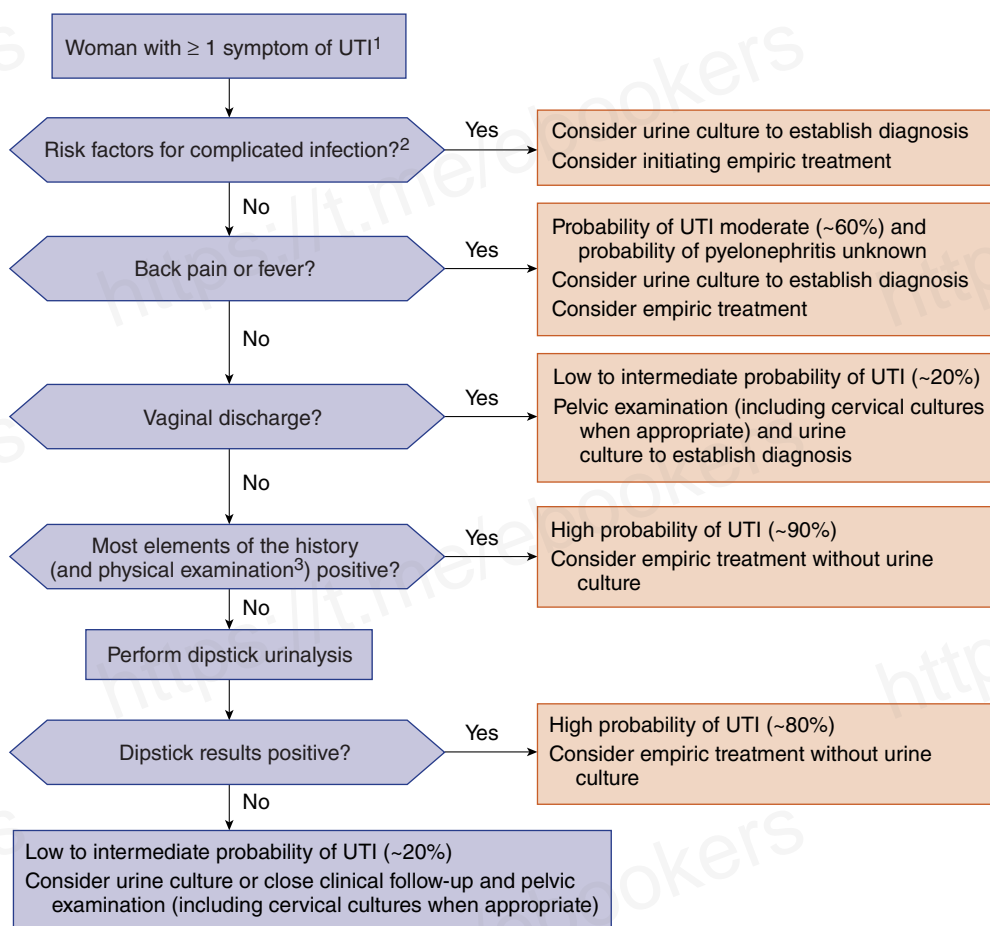 Woman with ≥ 1 symptom of UTI1
Risk factors for complicated infection?2
Yes
Consider urine culture to establish diagnosis
Consider initiating empiric treatment
No
Back pain or fever?
Yes
Probability of UTI moderate (~60%) and
probability of pyelonephritis unknown
Consider urine culture to establish diagnosis
Consider empiric treatment
No
Vaginal discharge?
Yes
Low to intermediate probability of UTI (~20%)
Pelvic examination (including cervical cultures
when appropriate) and urine
culture to establish diagnosis
No
Most elements of the history
(and physical examination3) positive?
Yes
High probability of UTI (~90%)
Consider empiric treatment without urine
culture
No
Perform dipstick urinalysis
Dipstick results positive?
Yes
High probability of UTI (~80%)
Consider empiric treatment without urine
culture
No
Low to intermediate probability of UTI (~20%)
Consider urine culture or close clinical follow-up and pelvic
examination (including cervical cultures when appropriate)
https://t.me/ebookers
https://t.me/ebookers